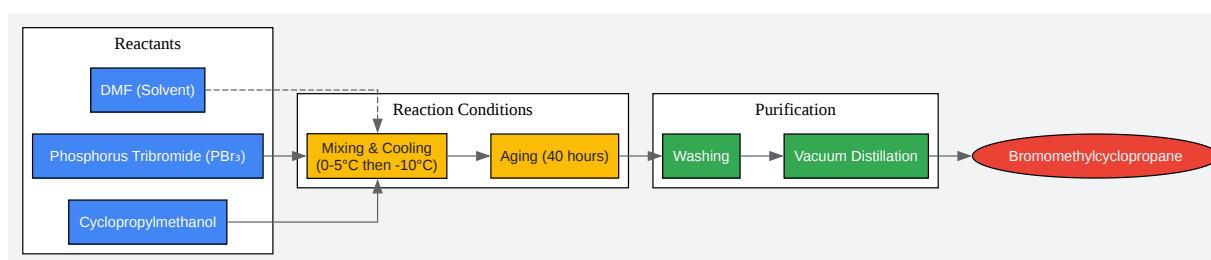 Reactants
DMF (Solvent)
Phosphorus Tribromide (PBr₃)
Cyclopropylmethanol
Reaction Conditions
Mixing & Cooling
(0-5°C then -10°C)
Aging (40 hours)
Purification
Washing
Vacuum Distillation
Bromomethylcyclopropane